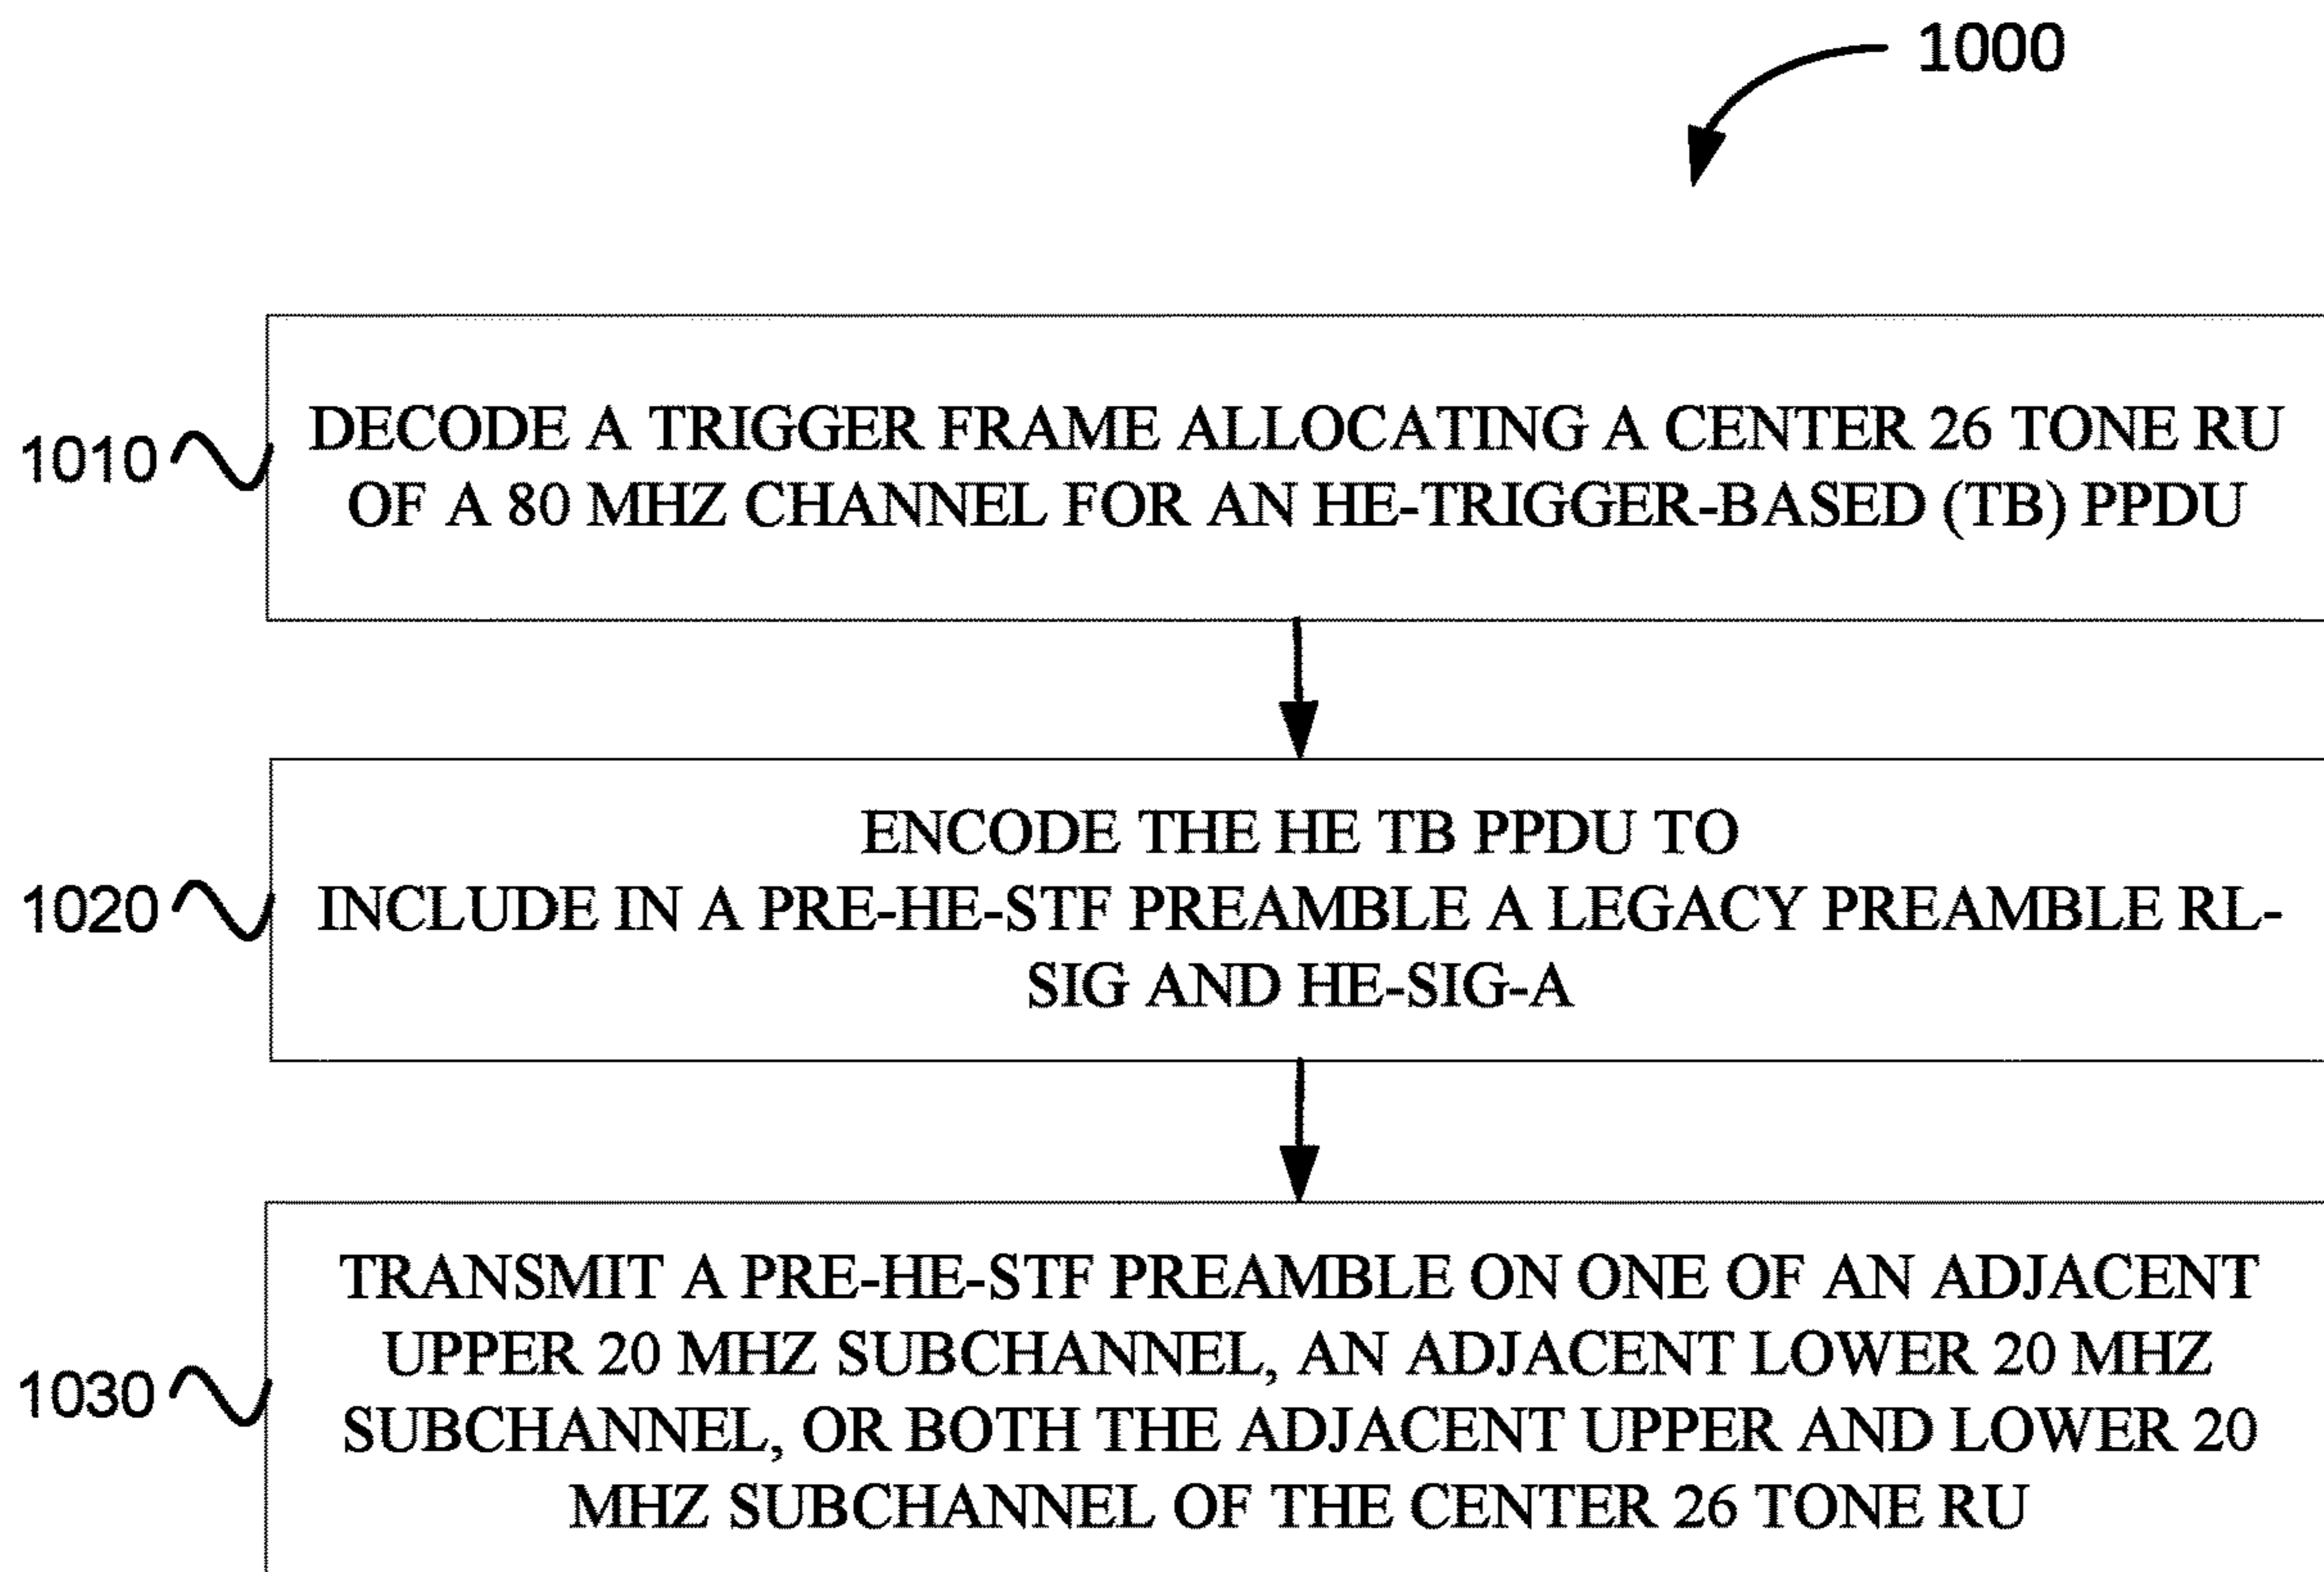 1000
1010
DECODE A TRIGGER FRAME ALLOCATING A CENTER 26 TONE RU
OF A 80 MHZ CHANNEL FOR AN HE-TRIGGER-BASED (TB) PPDU
1020
ENCODE THE HE TB PPDU TO
INCLUDE IN A PRE-HE-STF PREAMBLE A LEGACY PREAMBLE RL-
SIG AND HE-SIG-A
1030
TRANSMIT A PRE-HE-STF PREAMBLE ON ONE OF AN ADJACENT
UPPER 20 MHZ SUBCHANNEL, AN ADJACENT LOWER 20 MHZ
SUBCHANNEL, OR BOTH THE ADJACENT UPPER AND LOWER 20
MHZ SUBCHANNEL OF THE CENTER 26 TONE RU